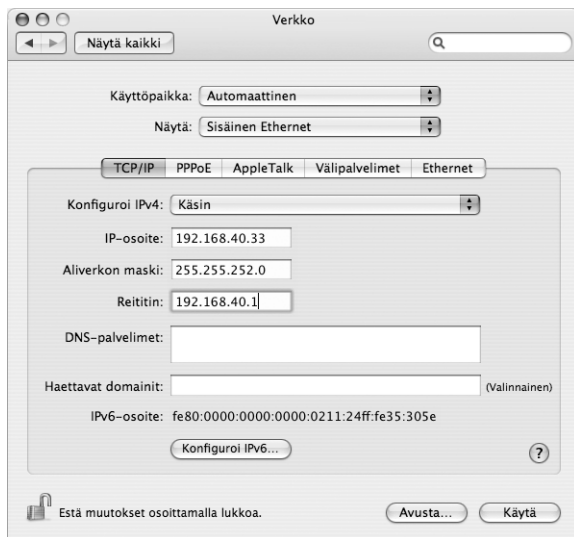 Verkko
Näytä kaikki
Käyttöpaikka: Automaattinen
Näytä: Sisäinen Ethernet
TCP/IP PPPoE AppleTalk Välipalvelimet Ethernet
Konfiguroi IPv4: Käsin
IP-osoite: 192.168.40.33
Aliverkon maski: 255.255.252.0
Reititin: 192.168.40.1
DNS-palvelimet:
Haettavat domainit: (Valinnainen)
IPv6-osoite: fe80:0000:0000:0000:0211:24ff:fe35:305e
Konfiguroi IPv6... ?
Estä muutokset osoittamalla lukkoa. Avusta... Käytä